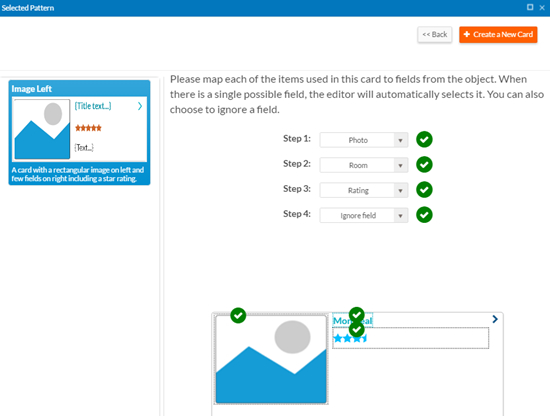 Selected Pattern
<< Back
+ Create a New Card
Image Left
[Title text...]
[Text...]
A card with a rectangular image on left and
few fields on right including a star rating.
Please map each of the items used in this card to fields from the object. When
there is a single possible field, the editor will automatically selects it. You can also
choose to ignore a field.
Step 1: Photo
Step 2: Room
Step 3: Rating
Step 4: Ignore field